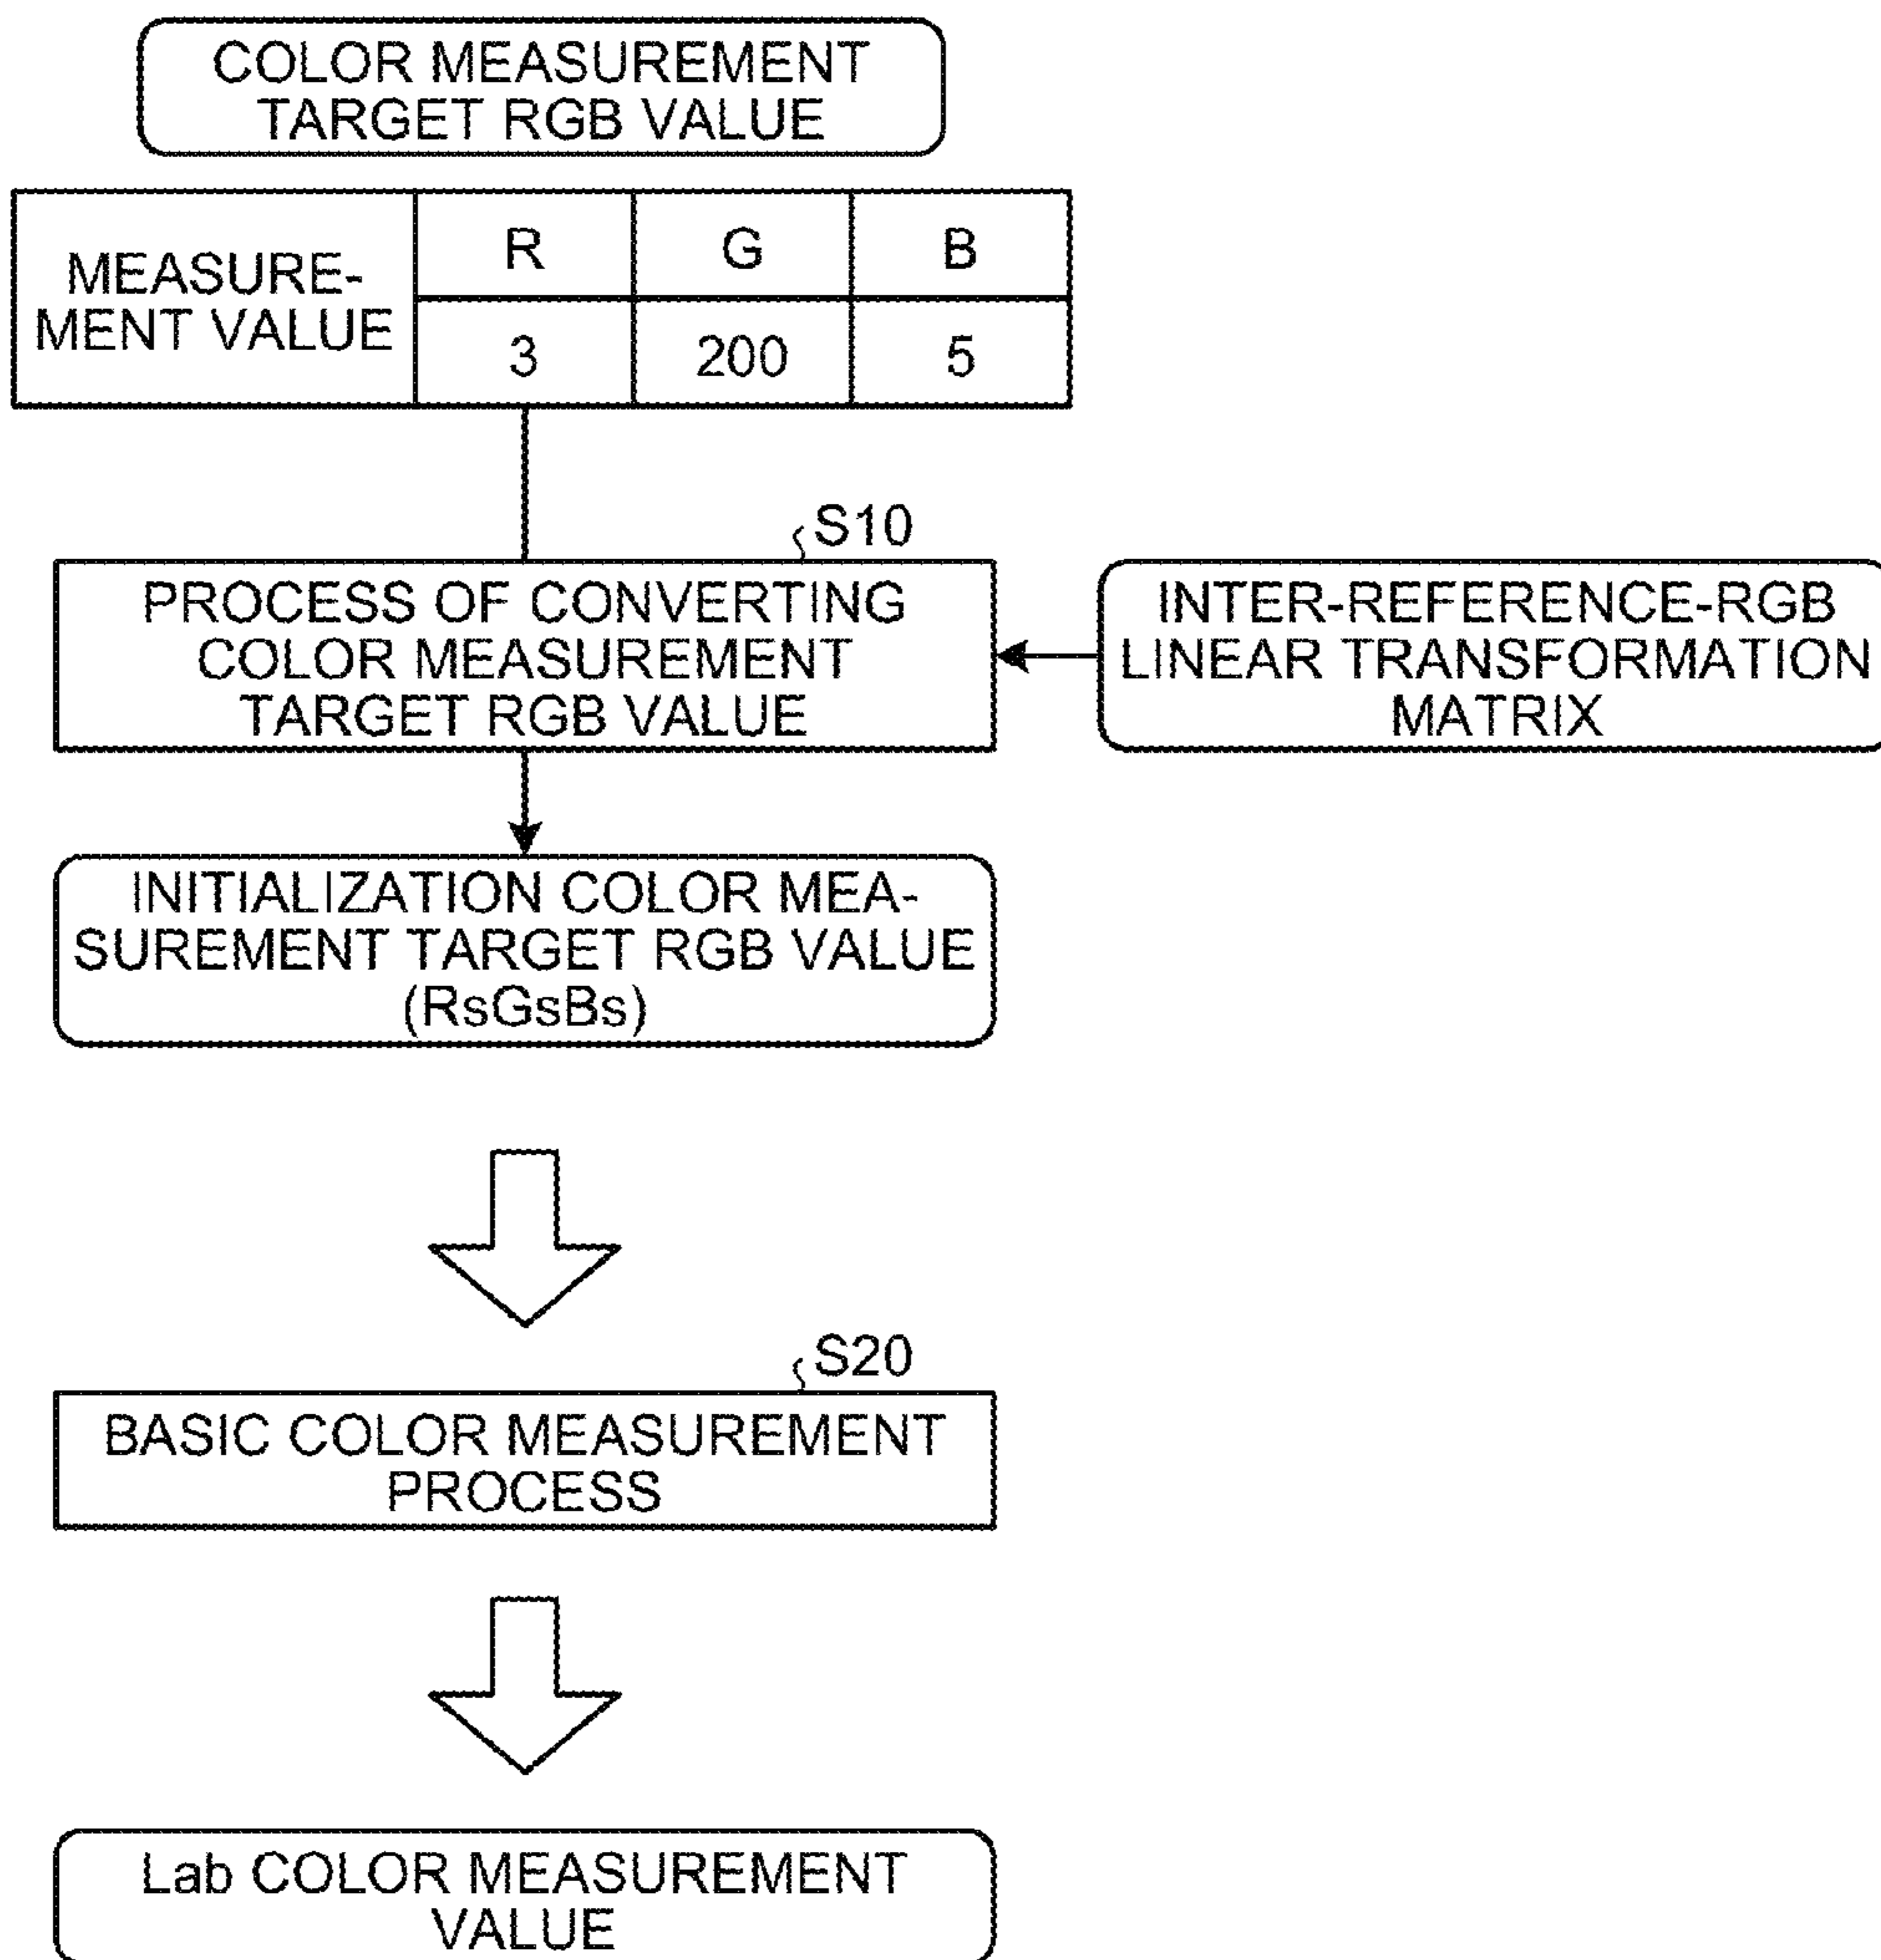 COLOR MEASUREMENT
TARGET RGB VALUE
MEASURE-
MENT VALUE
R G B
3 200 5
S10
PROCESS OF CONVERTING
COLOR MEASUREMENT
TARGET RGB VALUE
INTER-REFERENCE-RGB
LINEAR TRANSFORMATION
MATRIX
INITIALIZATION COLOR MEA-
SUREMENT TARGET RGB VALUE
(RsGsBs)
S20
BASIC COLOR MEASUREMENT
PROCESS
Lab COLOR MEASUREMENT
VALUE